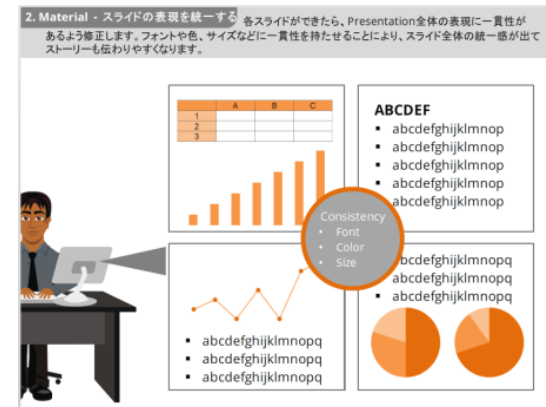 2. Material - スライドの表現を統一する
各スライドができたら、Presentation全体の表現に一貫性が
あるよう修正します。フォントや色、サイズなどに一貫性を持たせることにより、スライド全体の統一感が出て
ストーリーも伝わりやすくなります。
A B C
1
2
3
ABCDEF
▪ abcdefghijklmnop
▪ abcdefghijklmnop
▪ abcdefghijklmnop
▪ abcdefghijklmnop
abcdefghijklmnop
Consistency
• Font
• Color
• Size
▪ abcdefghijklmnopq
▪ abcdefghijklmnopq
▪ abcdefghijklmnopq
bcdefghijklmnopq
abcdefghijklmnopq
▪ abcdefghijklmnopq